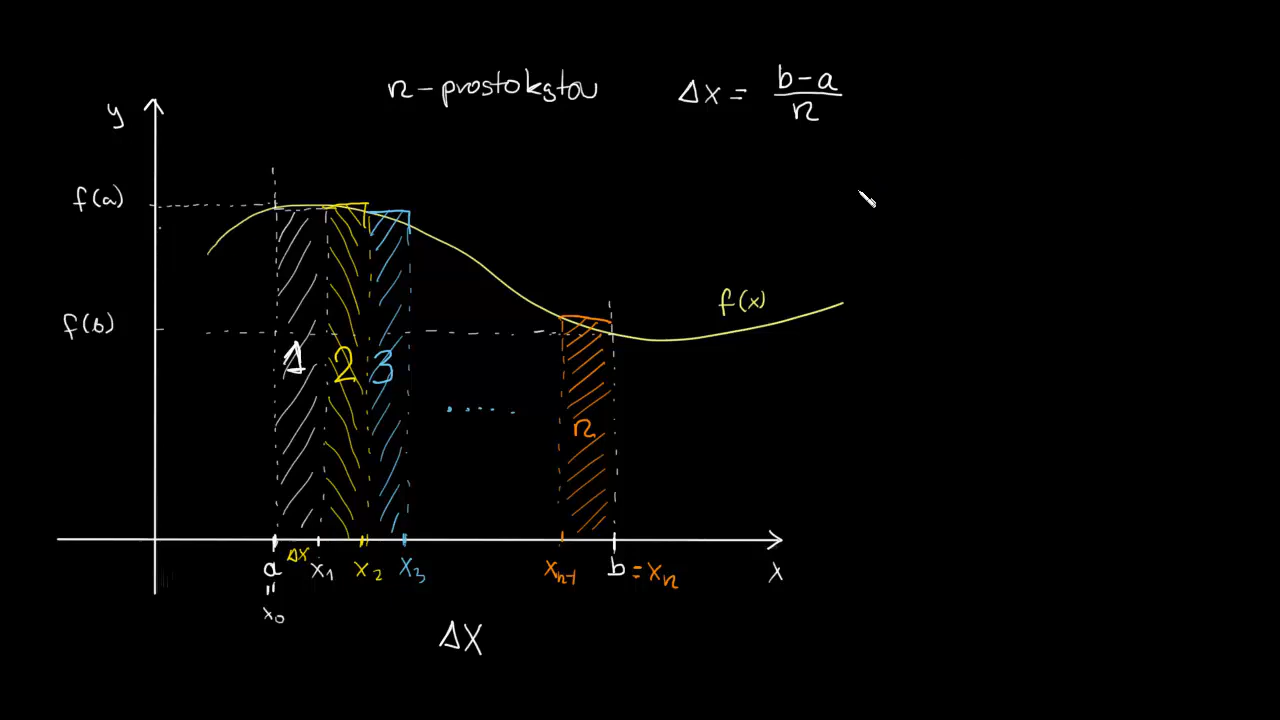 n - prostokątów Δx = b-a / n
y
f(a)
f(x)
f(b)
1 2 3 .....
n
a Δx x1 x2 x3 xn-1 b = xn x
=
x0
Δx